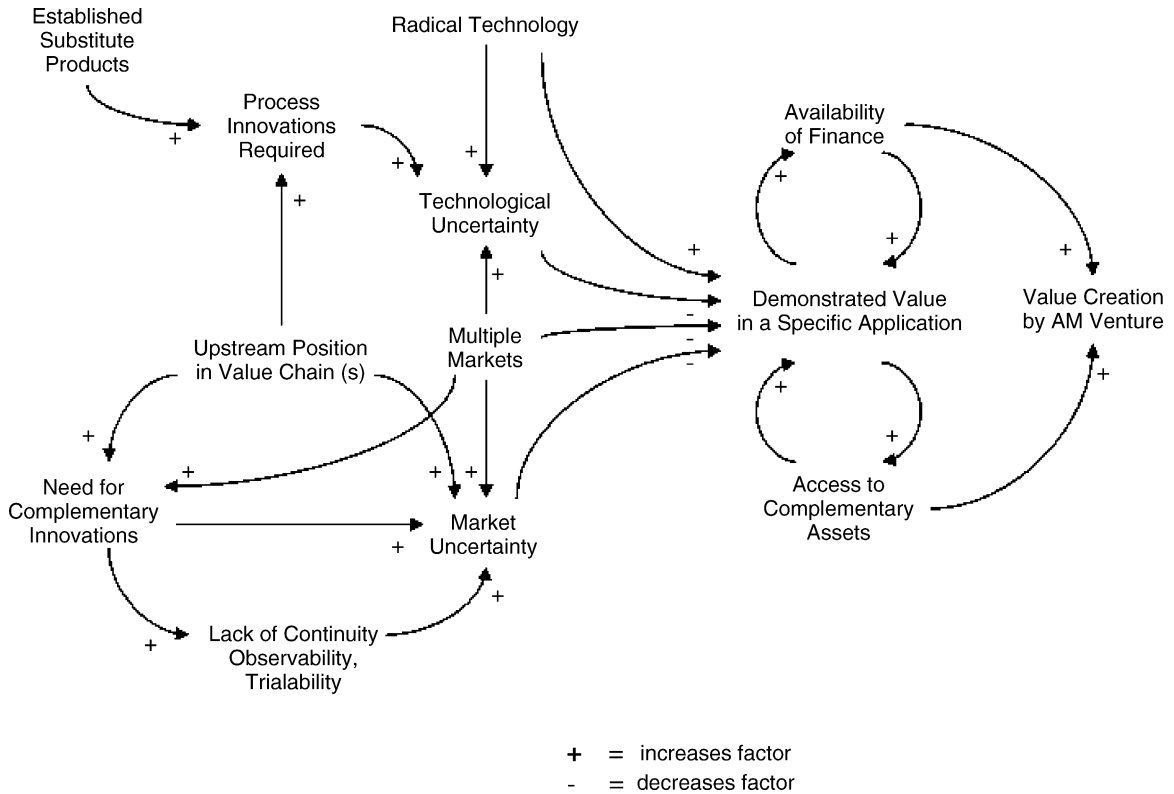 Established
Substitute
Products
Radical Technology
+
Process
Innovations
Required
+
+
+
Technological
Uncertainty
+
Availability
of Finance
+
+
+
+
Demonstrated Value
in a Specific Application
Value Creation
by AM Venture
-
-
-
Multiple
Markets
Upstream Position
in Value Chain (s)
+
+
+
+
+
+
+
Need for
Complementary
Innovations
Market
Uncertainty
Access to
Complementary
Assets
+
+
+
Lack of Continuity
Observability,
Trialability
+ = increases factor
- = decreases factor